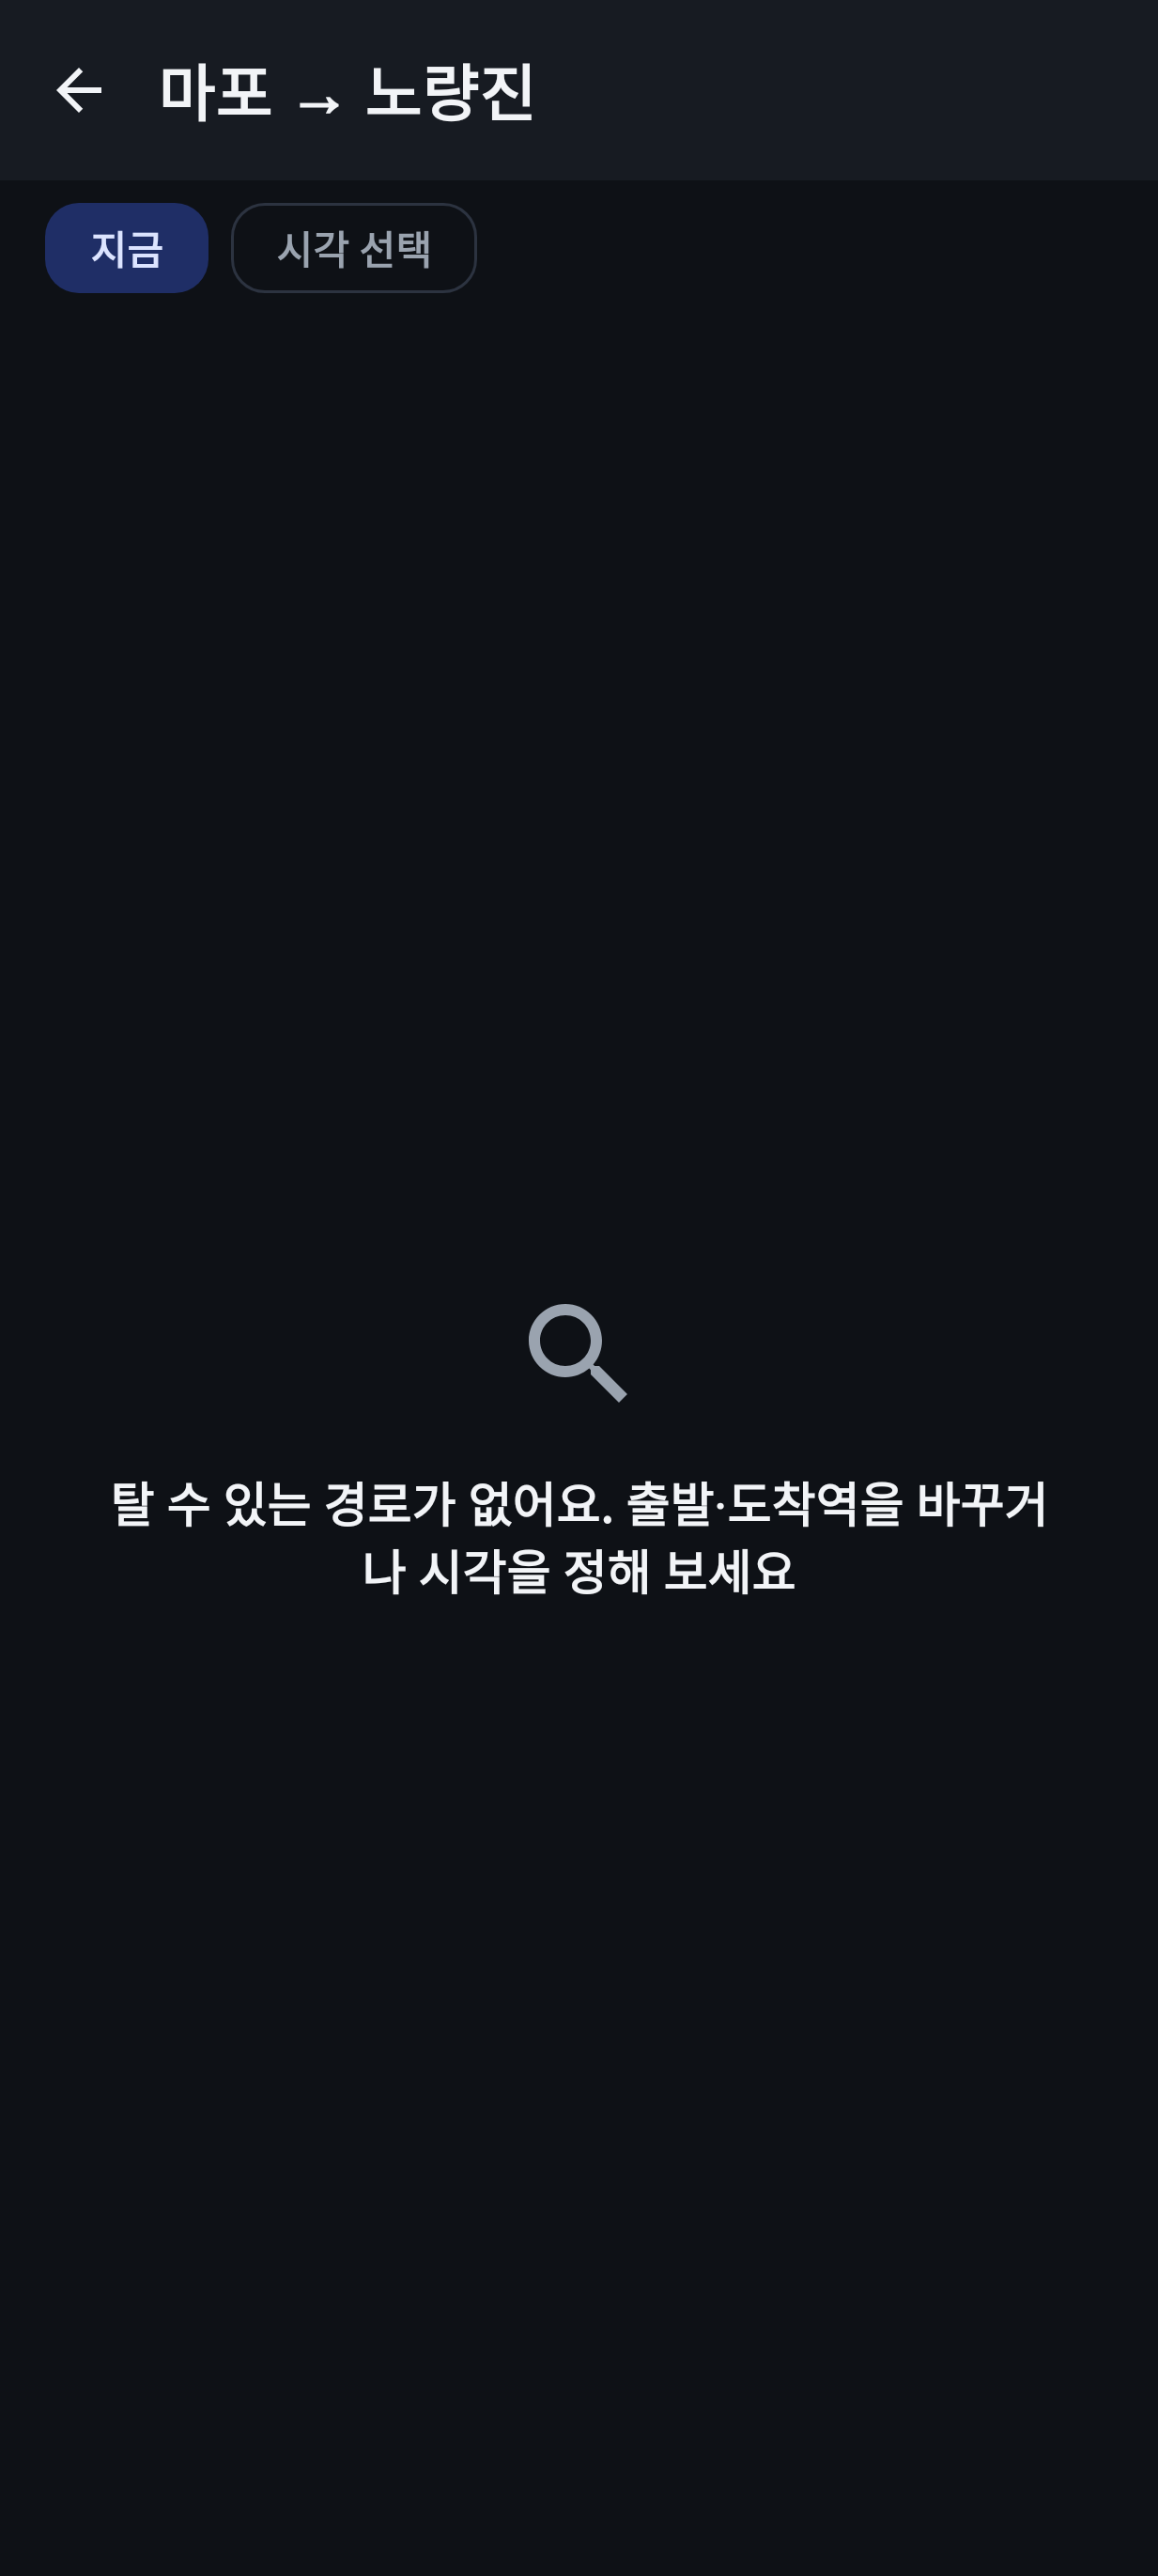 마포 → 노량진
지금
시각 선택
탈 수 있는 경로가 없어요. 출발·도착역을 바꾸거
나 시각을 정해 보세요